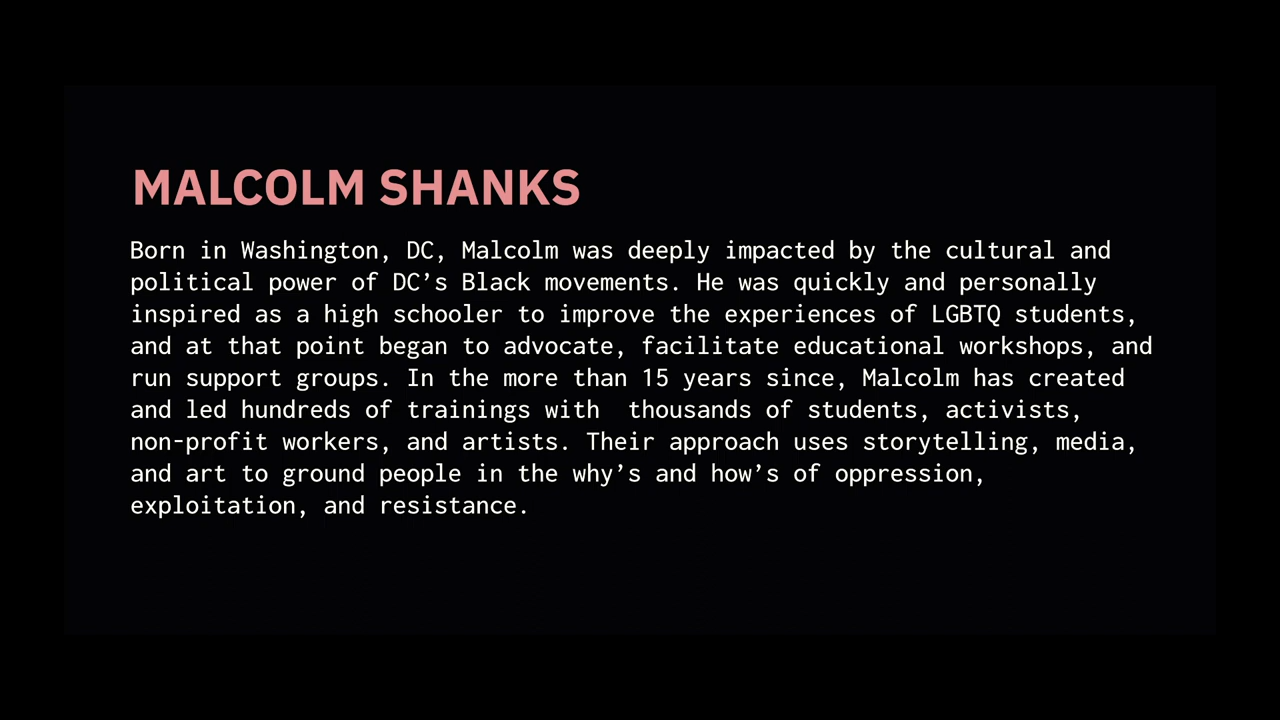 MALCOLM SHANKS
Born in Washington, DC, Malcolm was deeply impacted by the cultural and
political power of DC’s Black movements. He was quickly and personally
inspired as a high schooler to improve the experiences of LGBTQ students,
and at that point began to advocate, facilitate educational workshops, and
run support groups. In the more than 15 years since, Malcolm has created
and led hundreds of trainings with  thousands of students, activists,
non-profit workers, and artists. Their approach uses storytelling, media,
and art to ground people in the why’s and how’s of oppression,
exploitation, and resistance.